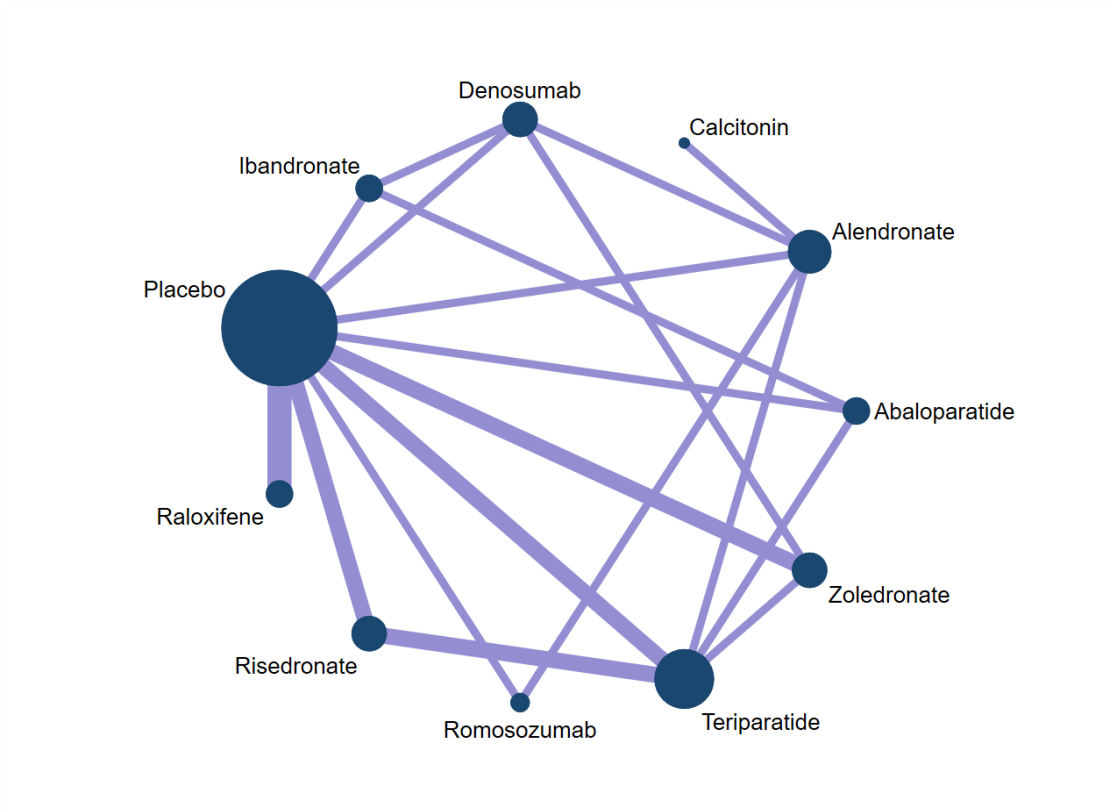 Denosumab
Calcitonin
Ibandronate
Alendronate
Placebo
Abaloparatide
Raloxifene
Zoledronate
Risedronate
Teriparatide
Romosozumab